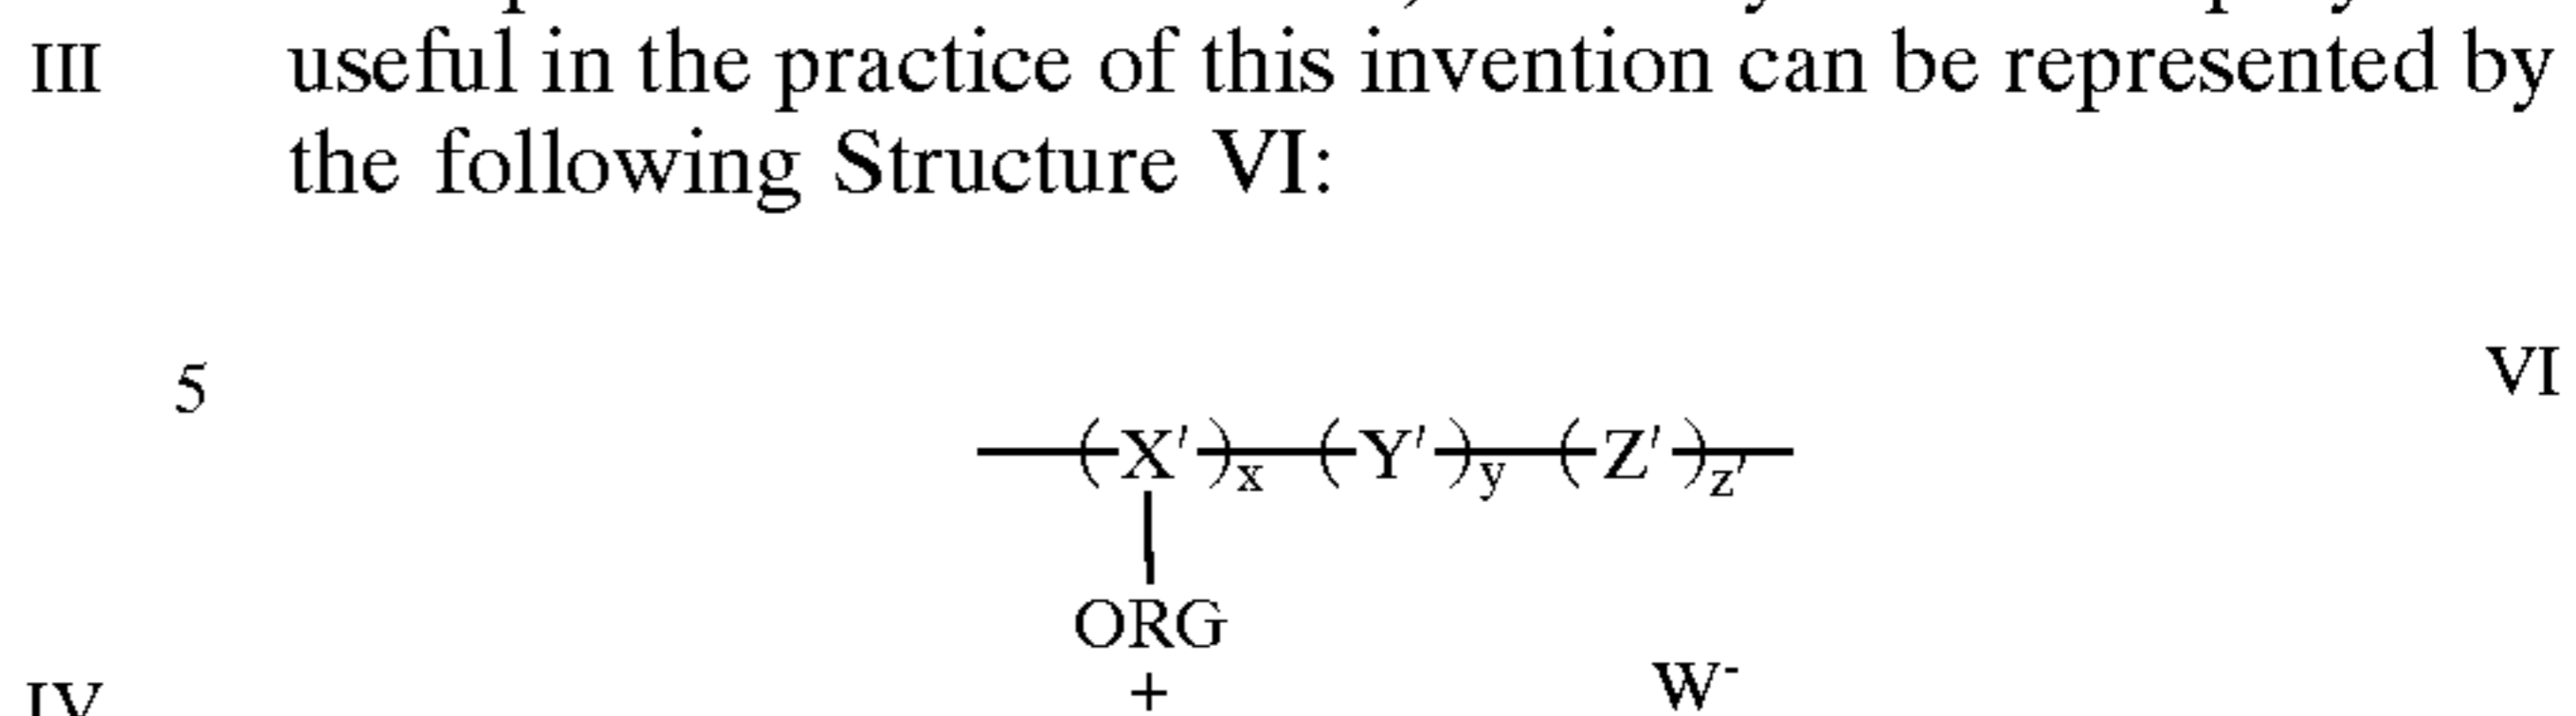 III useful in the practice of this invention can be represented by
the following Structure VI:
5 VI
—(X')x—(Y')y—(Z')z'—
ORG
+ W-
IV